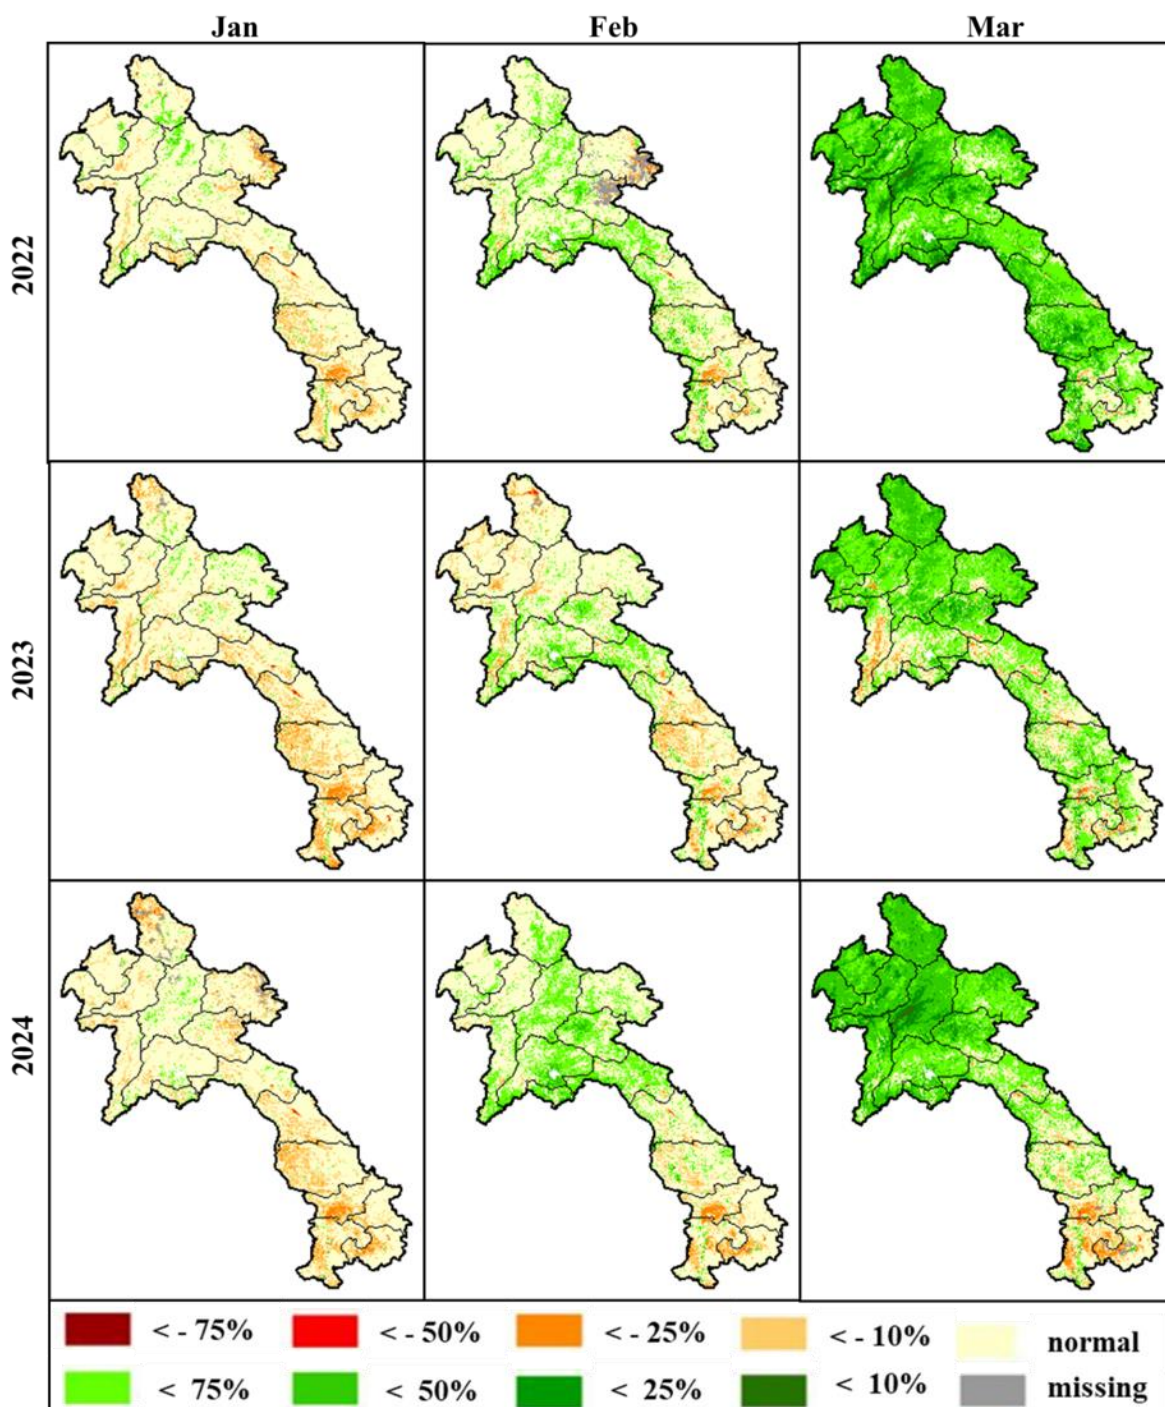 Jan Feb Mar
2022
2023
2024
< - 75% < - 50% < - 25% < - 10% normal
< 75% < 50% < 25% < 10% missing